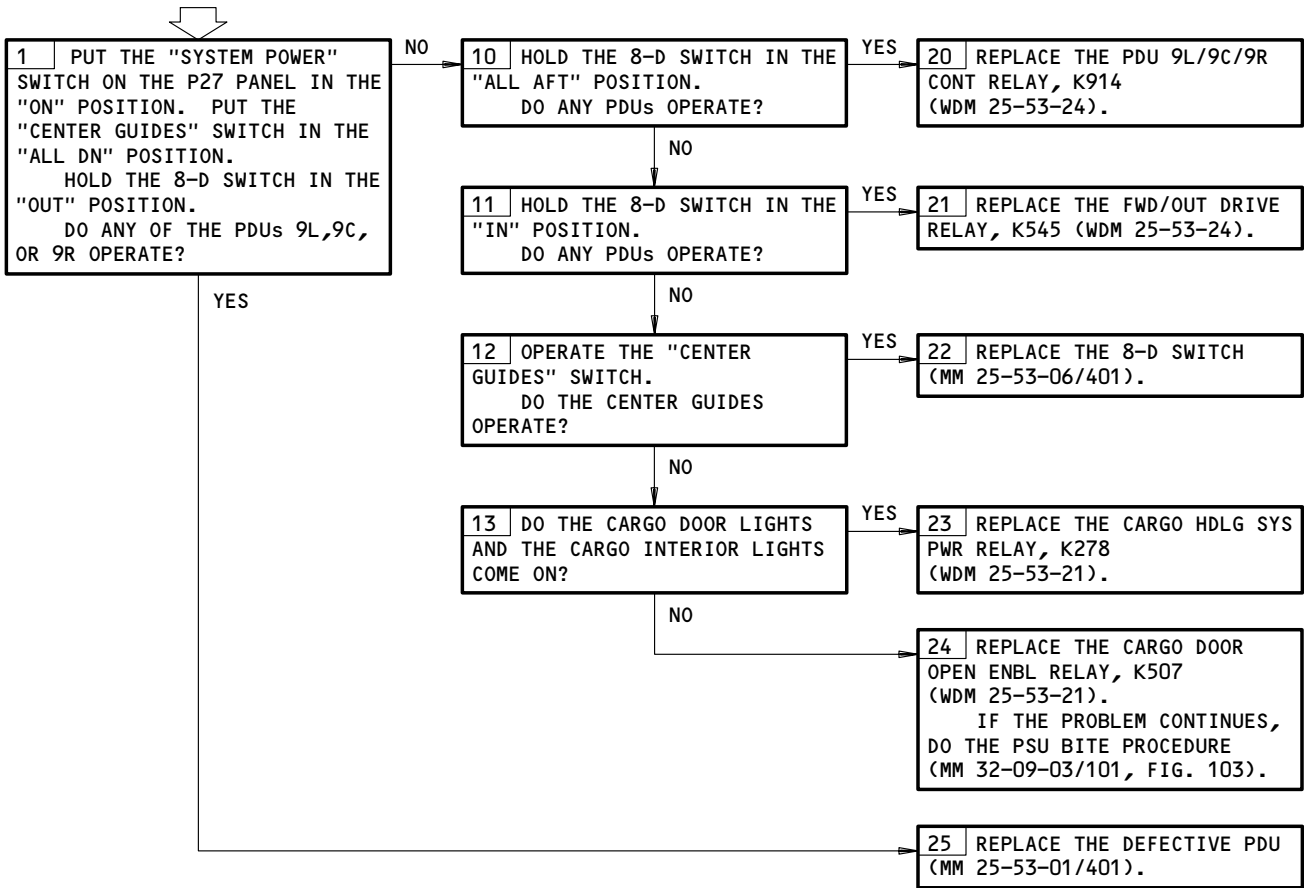 1 PUT THE "SYSTEM POWER"
SWITCH ON THE P27 PANEL IN THE
"ON" POSITION. PUT THE
"CENTER GUIDES" SWITCH IN THE
"ALL DN" POSITION.
HOLD THE 8-D SWITCH IN THE
"OUT" POSITION.
DO ANY OF THE PDUs 9L,9C,
OR 9R OPERATE?
NO
YES
10 HOLD THE 8-D SWITCH IN THE
"ALL AFT" POSITION.
DO ANY PDUs OPERATE?
YES
NO
20 REPLACE THE PDU 9L/9C/9R
CONT RELAY, K914
(WDM 25-53-24).
11 HOLD THE 8-D SWITCH IN THE
"IN" POSITION.
DO ANY PDUs OPERATE?
YES
NO
21 REPLACE THE FWD/OUT DRIVE
RELAY, K545 (WDM 25-53-24).
12 OPERATE THE "CENTER
GUIDES" SWITCH.
DO THE CENTER GUIDES
OPERATE?
YES
NO
22 REPLACE THE 8-D SWITCH
(MM 25-53-06/401).
13 DO THE CARGO DOOR LIGHTS
AND THE CARGO INTERIOR LIGHTS
COME ON?
YES
NO
23 REPLACE THE CARGO HDLG SYS
PWR RELAY, K278
(WDM 25-53-21).
24 REPLACE THE CARGO DOOR
OPEN ENBL RELAY, K507
(WDM 25-53-21).
IF THE PROBLEM CONTINUES,
DO THE PSU BITE PROCEDURE
(MM 32-09-03/101, FIG. 103).
25 REPLACE THE DEFECTIVE PDU
(MM 25-53-01/401).